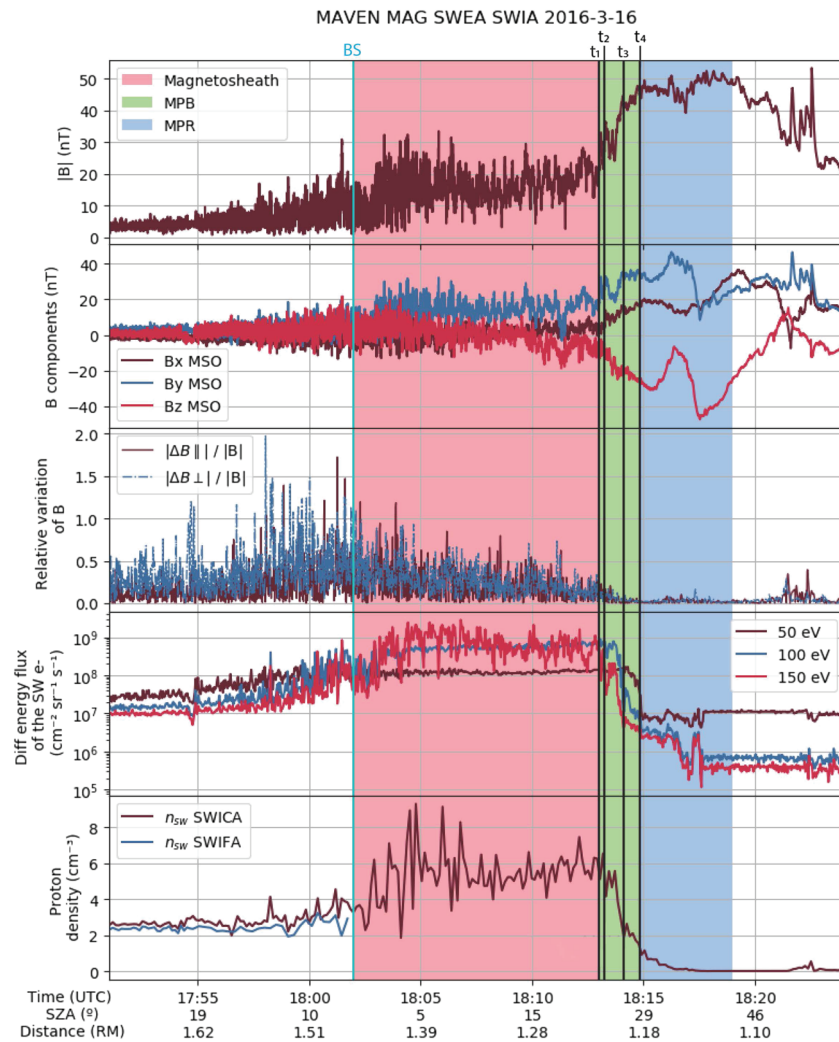 MAVEN MAG SWEA SWIA 2016-3-16
BS
t₁ t₂ t₃ t₄
|B| (nT)
50
40
30
20
10
0
Magnetosheath
MPB
MPR
B components (nT)
40
20
0
−20
−40
Bx MSO
By MSO
Bz MSO
Relative variation
of B
2.0
1.5
1.0
0.5
0.0
|ΔB ∥ | / |B|
|ΔB ⊥ | / |B|
Diff energy flux
of the SW e-
(cm⁻² sr⁻¹ s⁻¹)
10⁹
10⁸
10⁷
10⁶
10⁵
50 eV
100 eV
150 eV
Proton
density (cm⁻³)
8
6
4
2
0
n_sw SWICA
n_sw SWIFA
Time (UTC) 17:55 18:00 18:05 18:10 18:15 18:20
SZA (º) 19 10 5 15 29 46
Distance (RM) 1.62 1.51 1.39 1.28 1.18 1.10